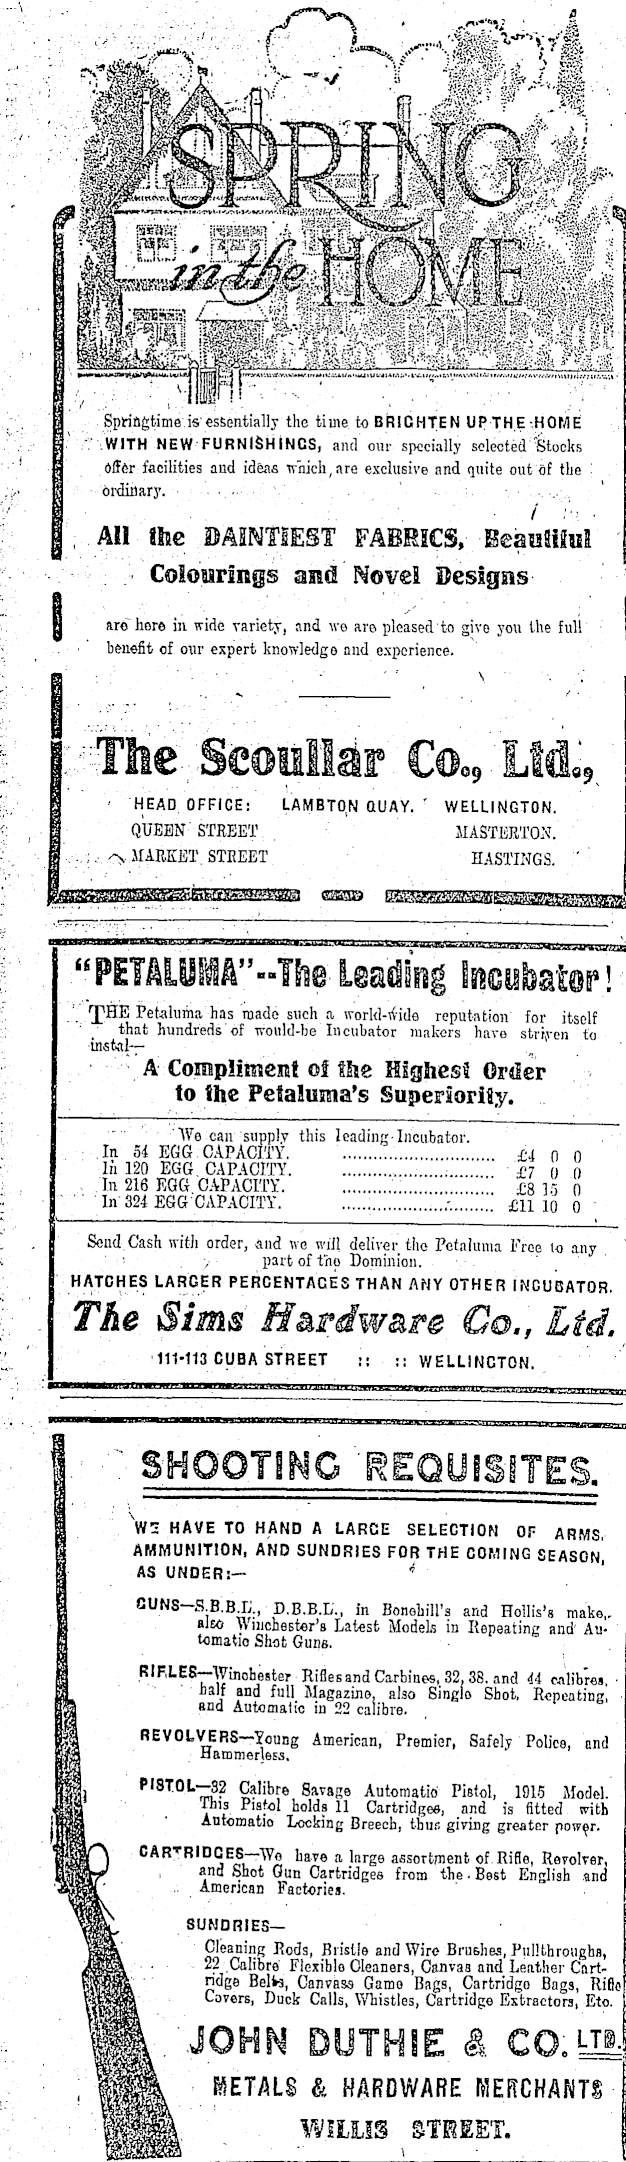 SPRING
in the HOME
Springtime is essentially the time to BRIGHTEN UP THE HOME
WITH NEW FURNISHINGS, and our specially selected Stocks
offer facilities and ideas which are exclusive and quite out of the
ordinary.
All the DAINTIEST FABRICS, Beautiful
Colourings and Novel Designs
are here in wide variety, and we are pleased to give you the full
benefit of our expert knowledge and experience.
The Scoullar Co., Ltd.,
HEAD OFFICE: LAMBTON QUAY. WELLINGTON.
QUEEN STREET MASTERTON.
MARKET STREET HASTINGS.
"PETALUMA"--The Leading Incubator!
THE Petaluma has made such a world-wide reputation for itself
that hundreds of would-be Incubator makers have striven to
instal—
A Compliment of the Highest Order
to the Petaluma's Superiority.
We can supply this leading Incubator.
In 54 EGG CAPACITY. .............................. £4 0 0
In 120 EGG CAPACITY. .............................. £7 0 0
In 216 EGG CAPACITY. .............................. £8 15 0
In 324 EGG CAPACITY. .............................. £11 10 0
Send Cash with order, and we will deliver the Petaluma Free to any
part of the Dominion.
HATCHES LARGER PERCENTAGES THAN ANY OTHER INCUBATOR.
The Sims Hardware Co., Ltd.
111-113 CUBA STREET :: :: WELLINGTON.
SHOOTING REQUISITES.
WE HAVE TO HAND A LARGE SELECTION OF ARMS,
AMMUNITION, AND SUNDRIES FOR THE COMING SEASON,
AS UNDER:—
GUNS—S.B.B.L., D.B.B.L., in Bonehill's and Hollis's make,
also Winchester's Latest Models in Repeating and Au-
tomatic Shot Guns.
RIFLES—Winchester Rifles and Carbines, 32, 38, and 44 calibres,
half and full Magazine, also Single Shot, Repeating,
and Automatic in 22 calibre.
REVOLVERS—Young American, Premier, Safely Police, and
Hammerless.
PISTOL—32 Calibre Savage Automatic Pistol, 1915 Model.
This Pistol holds 11 Cartridges, and is fitted with
Automatic Locking Breech, thus giving greater power.
CARTRIDGES—We have a large assortment of Rifle, Revolver,
and Shot Gun Cartridges from the Best English and
American Factories.
SUNDRIES—
Cleaning Rods, Bristle and Wire Brushes, Pullthroughs,
22 Calibre Flexible Cleaners, Canvas and Leather Cart-
ridge Belts, Canvass Game Bags, Cartridge Bags, Rifle
Covers, Duck Calls, Whistles, Cartridge Extractors, Etc.
JOHN DUTHIE & CO. LTD.
METALS & HARDWARE MERCHANTS
WILLIS STREET.